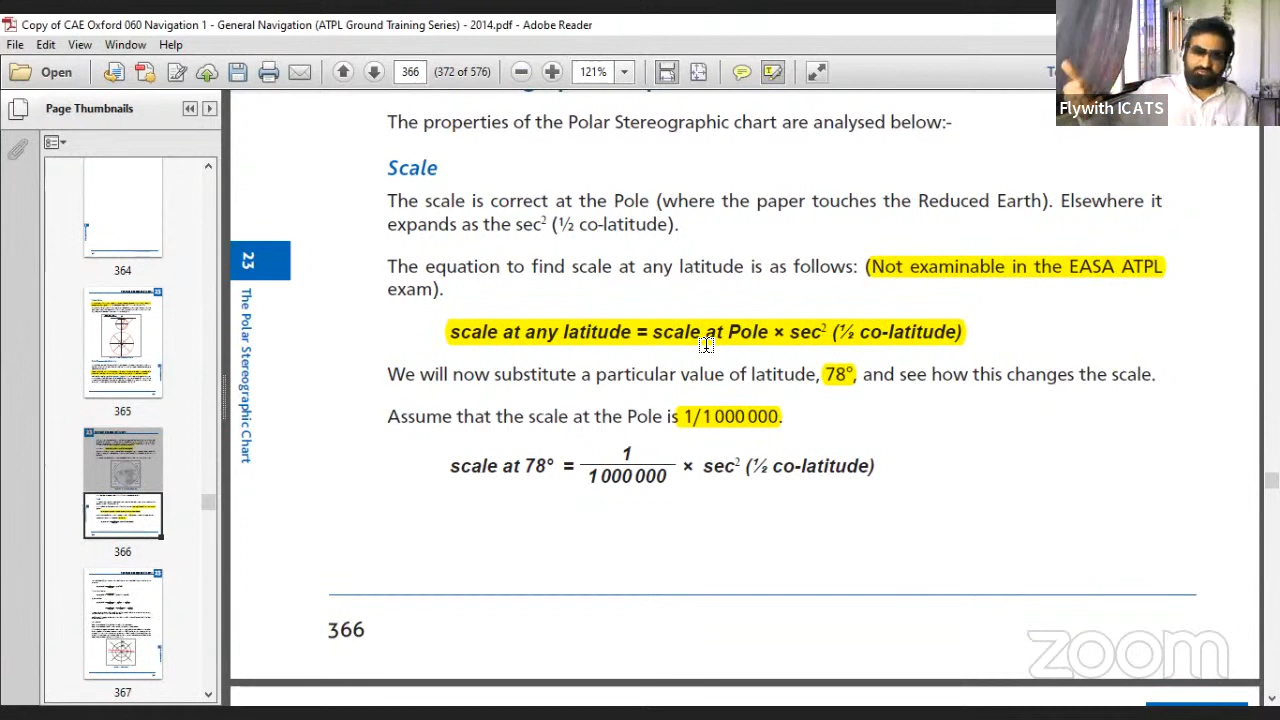 Copy of CAE Oxford 060 Navigation 1 - General Navigation (ATPL Ground Training Series) - 2014.pdf - Adobe Reader
File Edit View Window Help
Open 366 (372 of 576) 121%
Page Thumbnails
364
365
366
367
23
The Polar Stereographic Chart
The properties of the Polar Stereographic chart are analysed below:-
Scale
The scale is correct at the Pole (where the paper touches the Reduced Earth). Elsewhere it
expands as the sec² (½ co-latitude).
The equation to find scale at any latitude is as follows: (Not examinable in the EASA ATPL
exam).
scale at any latitude = scale at Pole × sec² (½ co-latitude)
We will now substitute a particular value of latitude, 78°, and see how this changes the scale.
Assume that the scale at the Pole is 1/1 000 000.
scale at 78° = 1 / 1 000 000 × sec² (½ co-latitude)
366
Flywith ICATS
zoom